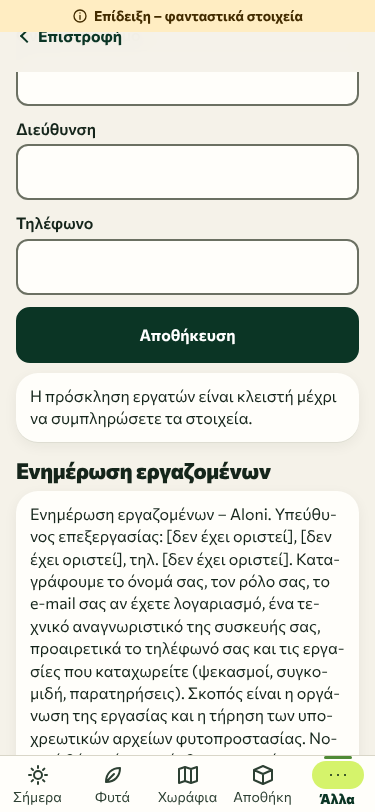 Επίδειξη – φανταστικά στοιχεία
Επιστροφή
Διεύθυνση
Τηλέφωνο
Αποθήκευση
Η πρόσκληση εργατών είναι κλειστή μέχρι
να συμπληρώσετε τα στοιχεία.
Ενημέρωση εργαζομένων
Ενημέρωση εργαζομένων – Aloni. Υπεύθυ-
νος επεξεργασίας: [δεν έχει οριστεί], [δεν
έχει οριστεί], τηλ. [δεν έχει οριστεί]. Κατα-
γράφουμε το όνομά σας, τον ρόλο σας, το
e-mail σας αν έχετε λογαριασμό, ένα τε-
χνικό αναγνωριστικό της συσκευής σας,
προαιρετικά το τηλέφωνό σας και τις εργα-
σίες που καταχωρείτε (ψεκασμοί, συγκο-
μιδή, παρατηρήσεις). Σκοπός είναι η οργά-
νωση της εργασίας και η τήρηση των υπο-
χρεωτικών αρχείων φυτοπροστασίας. Νο-
Σήμερα
Φυτά
Χωράφια
Αποθήκη
Άλλα